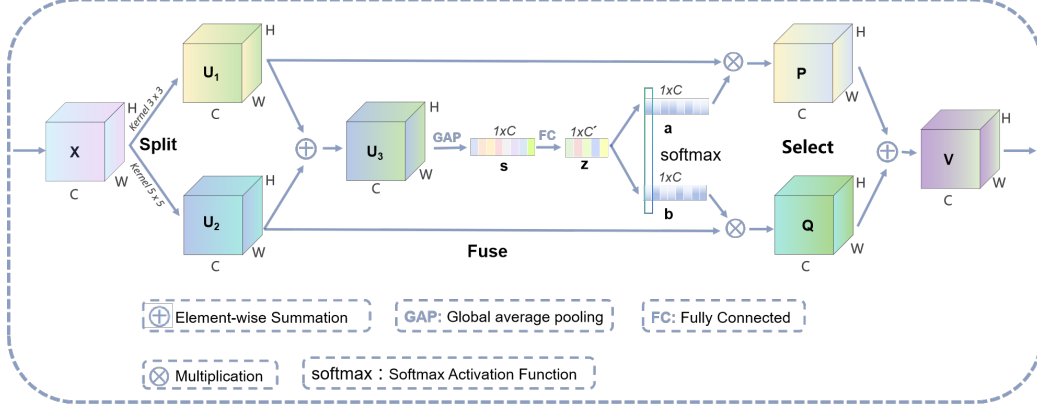 X
H
W
C
Kernel 3 x 3
Kernel 5 x 5
Split
U1
H
W
C
U2
H
W
C
U3
H
W
C
GAP
1xC
s
FC
1xC'
z
1xC
a
softmax
1xC
b
Fuse
P
H
W
C
Select
Q
H
W
C
V
H
W
C
Element-wise Summation
GAP: Global average pooling
FC: Fully Connected
Multiplication
softmax : Softmax Activation Function